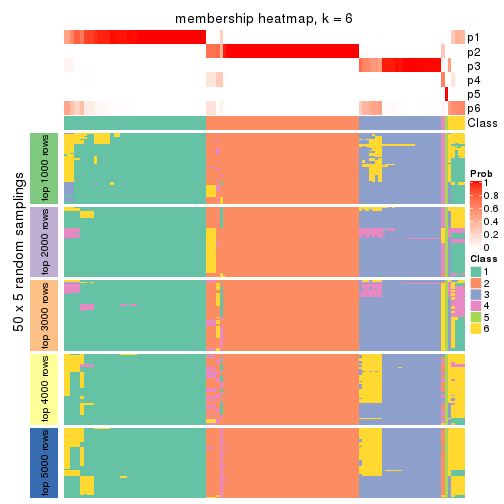 membership heatmap, k = 6
p1
p2
p3
p4
p5
p6
Class
50 x 5 random samplings
top 1000 rows
top 2000 rows
top 3000 rows
top 4000 rows
top 5000 rows
Prob
1
0.8
0.6
0.4
0.2
0
Class
1
2
3
4
5
6